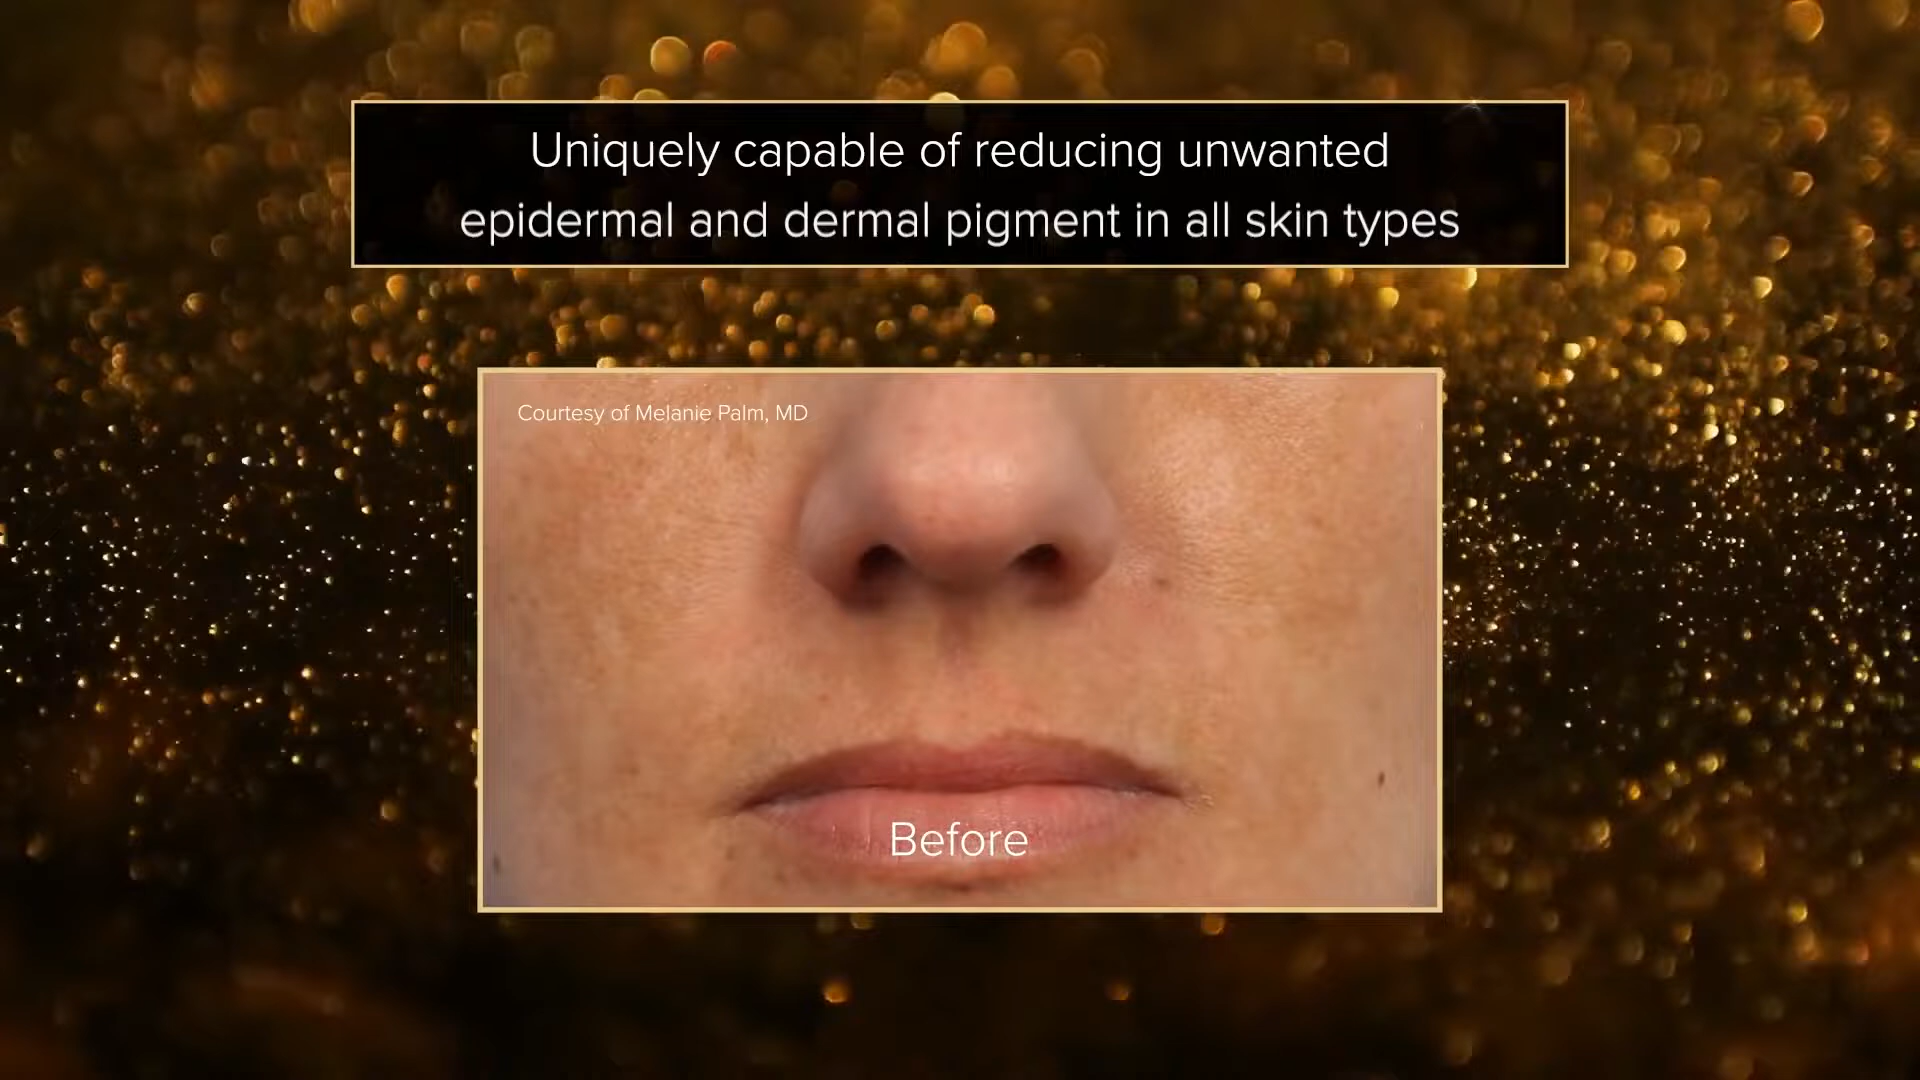 Uniquely capable of reducing unwanted
epidermal and dermal pigment in all skin types
Courtesy of Melanie Palm, MD
Before